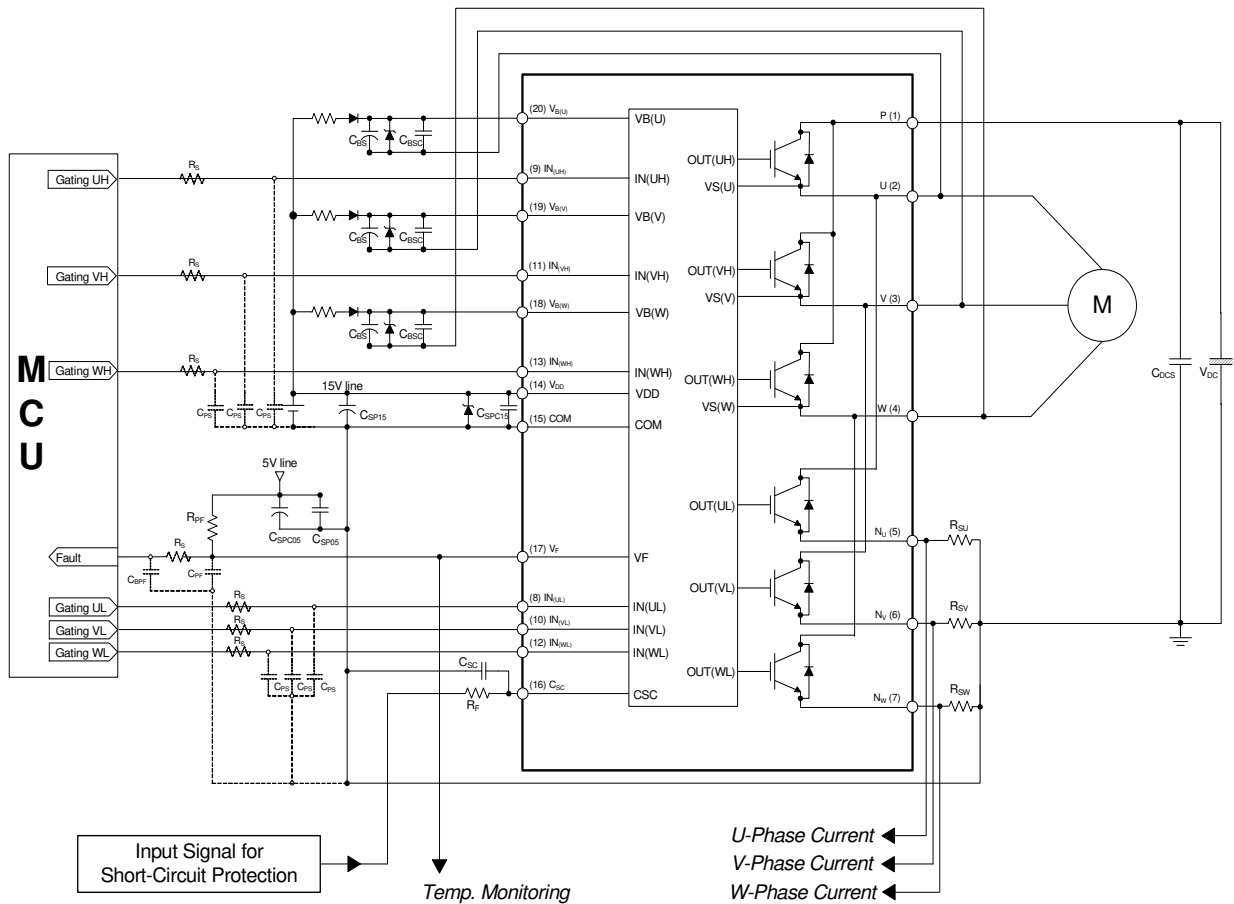 (20) VB(U)
VB(U)
P (1)
CBS
CBSC
OUT(UH)
RS
Gating UH
(9) IN(UH)
IN(UH)
VS(U)
U (2)
(19) VB(V)
VB(V)
CBS
CBSC
RS
Gating VH
(11) IN(VH)
IN(VH)
OUT(VH)
VS(V)
V (3)
M
(18) VB(W)
VB(W)
CBS
CBSC
MCU
RS
Gating WH
(13) IN(WH)
IN(WH)
OUT(WH)
CDCS
VDC
15V line
(14) VDD
VDD
VS(W)
W (4)
CPS
CPS
CPS
CSP15
CSPC15
(15) COM
COM
5V line
RPF
CSPC05
CSP05
OUT(UL)
RSU
NU (5)
Fault
RS
(17) VF
VF
CBPF
CPF
OUT(VL)
Gating UL
RS
(8) IN(UL)
IN(UL)
RSV
NV (6)
Gating VL
RS
(10) IN(VL)
IN(VL)
Gating WL
RS
(12) IN(WL)
IN(WL)
CSC
OUT(WL)
CPS
CPS
CPS
RF
(16) CSC
CSC
RSW
NW (7)
Input Signal for
Short-Circuit Protection
Temp. Monitoring
U-Phase Current
V-Phase Current
W-Phase Current